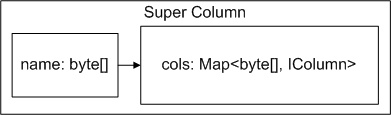 Super Column
name: byte[]
cols: Map<byte[], IColumn>